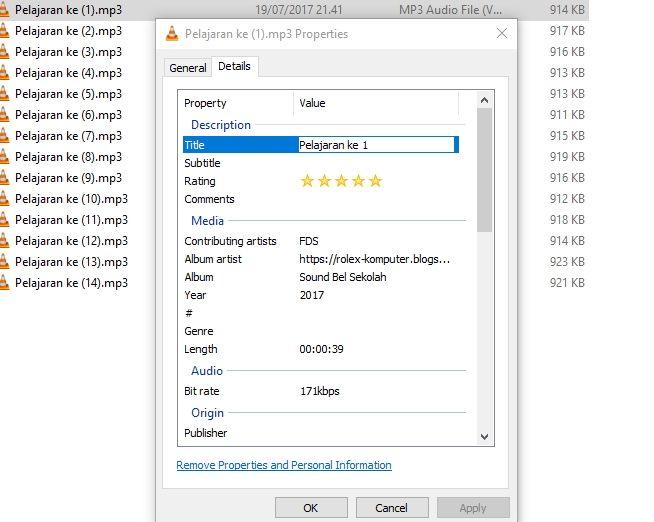 Pelajaran ke (1).mp3 19/07/2017 21.41 MP3 Audio File (V... 914 KB
Pelajaran ke (2).mp3 917 KB
Pelajaran ke (3).mp3 916 KB
Pelajaran ke (4).mp3 913 KB
Pelajaran ke (5).mp3 913 KB
Pelajaran ke (6).mp3 911 KB
Pelajaran ke (7).mp3 915 KB
Pelajaran ke (8).mp3 919 KB
Pelajaran ke (9).mp3 916 KB
Pelajaran ke (10).mp3 912 KB
Pelajaran ke (11).mp3 918 KB
Pelajaran ke (12).mp3 914 KB
Pelajaran ke (13).mp3 923 KB
Pelajaran ke (14).mp3 921 KB
Pelajaran ke (1).mp3 Properties
General Details
Property Value
Description
Title Pelajaran ke 1
Subtitle
Rating
Comments
Media
Contributing artists FDS
Album artist https://rolex-komputer.blogs...
Album Sound Bel Sekolah
Year 2017
#
Genre
Length 00:00:39
Audio
Bit rate 171kbps
Origin
Publisher
Remove Properties and Personal Information
OK Cancel Apply